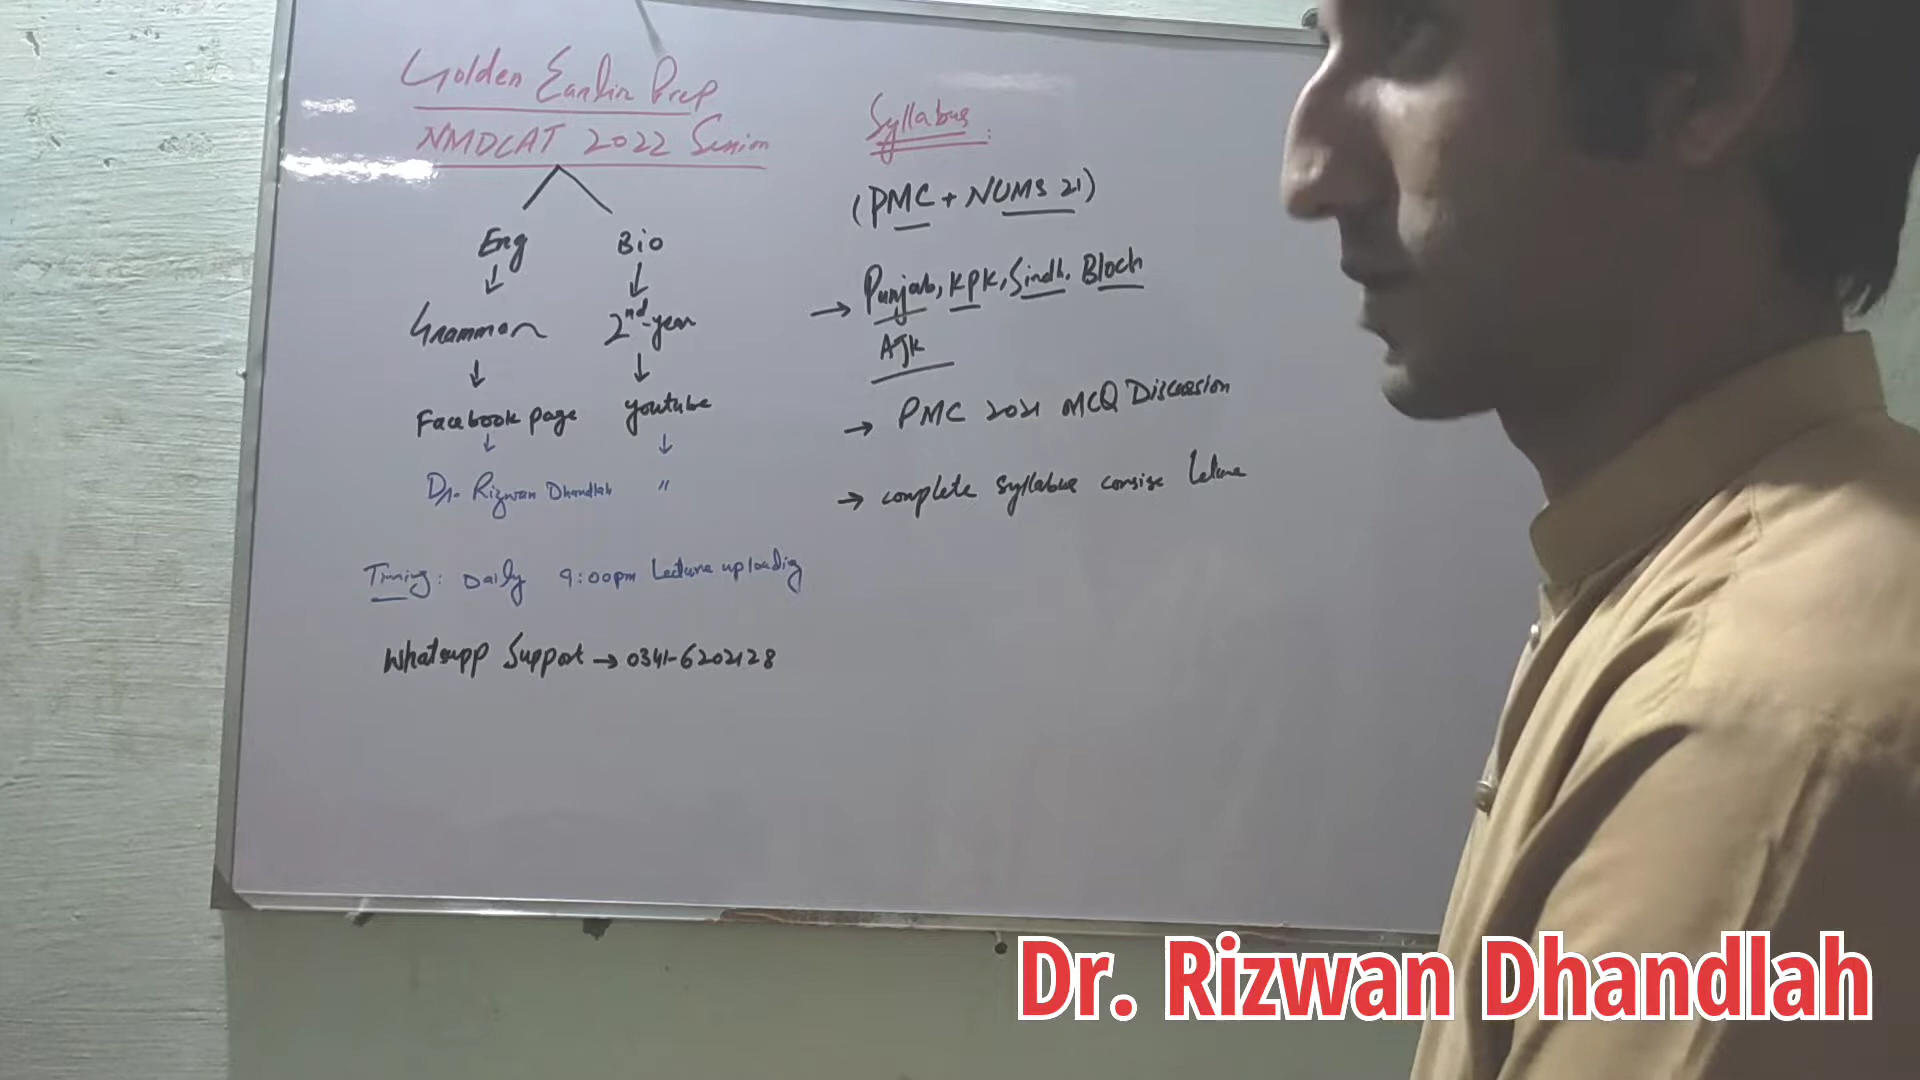 Golden Earlier Prep
NMDCAT 2022 Session
Eng
Bio
Grammar
2nd-year
Facebook page
youtube
Dr. Rizwan Dhandlah
"
Timing: Daily 9:00pm Lecture uploading
Whatsapp Support → 0341-6202128
Syllabus:
(PMC + NUMS 21)
→ Punjab, KPK, Sindh. Bloch
AJK
→ PMC 2021 MCQ Discussion
→ complete syllabus consise Lecture
Dr. Rizwan Dhandlah